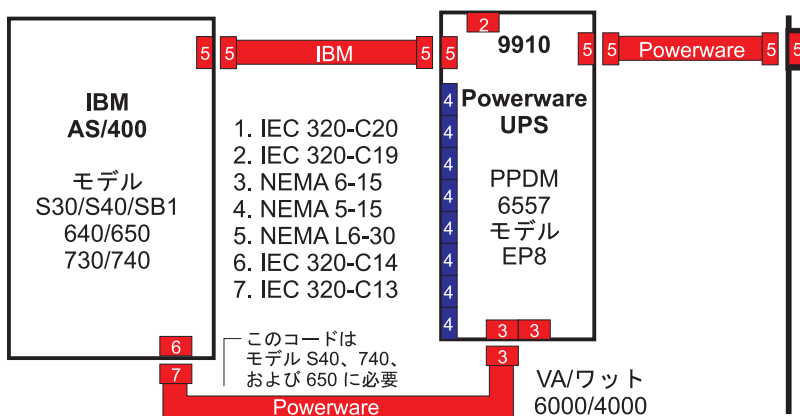 2
5
5
IBM
5
5
9910
5
5
Powerware
5
5
IBM
AS/400
モデル
S30/S40/SB1
640/650
730/740
1. IEC 320-C20
2. IEC 320-C19
3. NEMA 6-15
4. NEMA 5-15
5. NEMA L6-30
6. IEC 320-C14
7. IEC 320-C13
4
4
4
4
4
4
4
4
Powerware
UPS
PPDM
6557
モデル
EP8
6
7
このコードは
モデル S40、740、
および 650 に必要
Powerware
3
3
3
VA/ワット
6000/4000